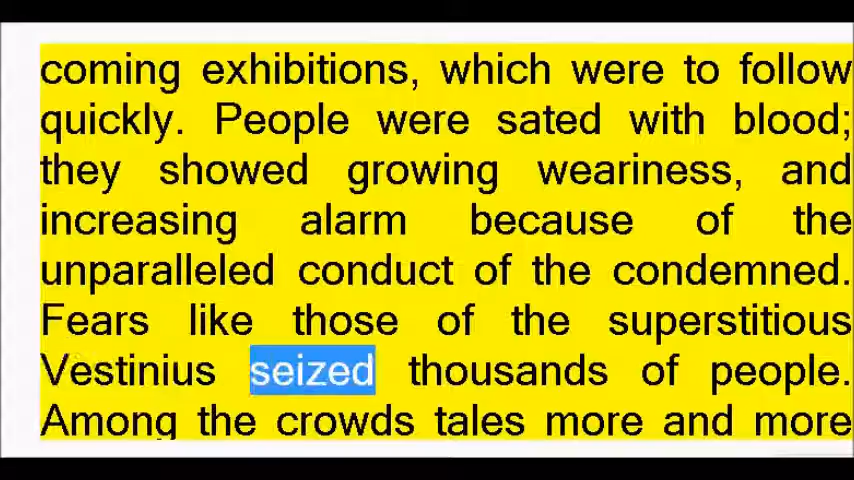 coming exhibitions, which were to follow
quickly. People were sated with blood;
they showed growing weariness, and
increasing alarm because of the
unparalleled conduct of the condemned.
Fears like those of the superstitious
Vestinius seized thousands of people.
Among the crowds tales more and more